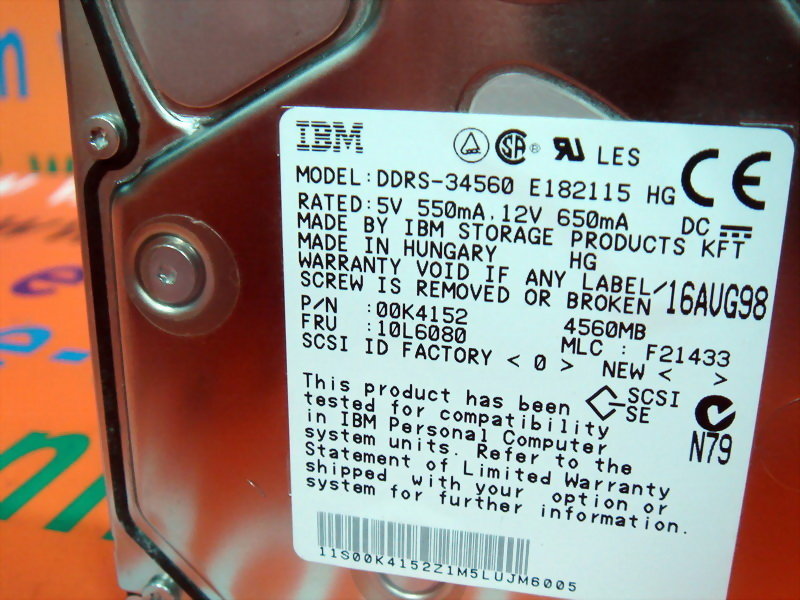 IBM
SA ® LES
CE
MODEL:DDRS-34560 E182115 HG
RATED:5V 550mA,12V 650mA DC
MADE BY IBM STORAGE PRODUCTS KFT
MADE IN HUNGARY HG
WARRANTY VOID IF ANY LABEL/
SCREW IS REMOVED OR BROKEN
16AUG98
P/N :00K4152 4560MB
FRU :10L6080 MLC : F21433
SCSI ID FACTORY < 0 > NEW < >
SCSI
SE
N79
This product has been
tested for compatibility
in IBM Personal Computer
system units. Refer to the
Statement of Limited Warranty
shipped with your option or
system for further information.
11S00K4152Z1M5LUJM6005